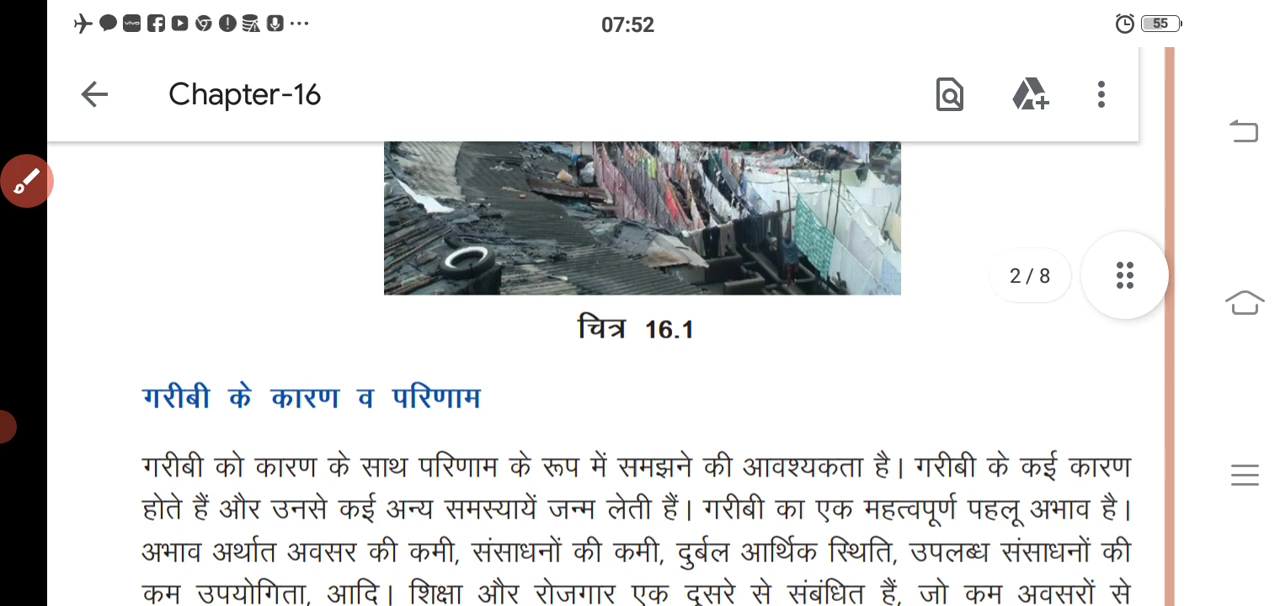 07:52
55
Chapter-16
2 / 8
चित्र 16.1
गरीबी के कारण व परिणाम
गरीबी को कारण के साथ परिणाम के रूप में समझने की आवश्यकता है। गरीबी के कई कारण
होते हैं और उनसे कई अन्य समस्यायें जन्म लेती हैं। गरीबी का एक महत्वपूर्ण पहलू अभाव है।
अभाव अर्थात अवसर की कमी, संसाधनों की कमी, दुर्बल आर्थिक स्थिति, उपलब्ध संसाधनों की
कम उपयोगिता, आदि। शिक्षा और रोजगार एक दूसरे से संबंधित हैं, जो कम अवसरों से